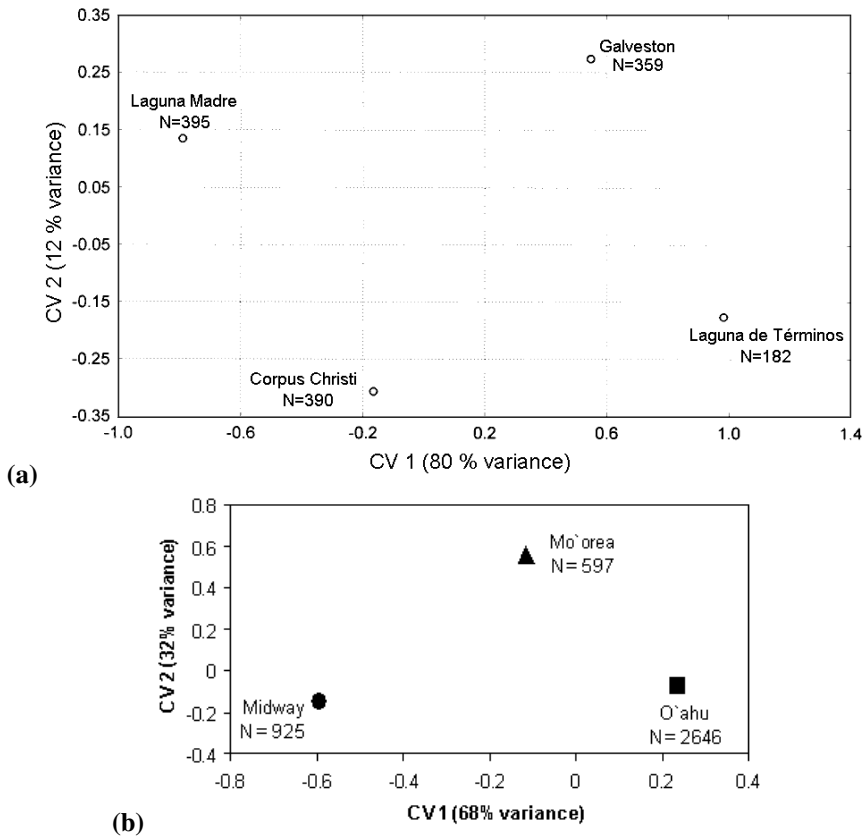 0.35
Galveston
N=359
0.25
Laguna Madre
N=395
0.15
0.05
CV 2 (12 % variance)
-0.05
-0.15
Laguna de Términos
N=182
-0.25
Corpus Christi
N=390
-0.35
-1.0 -0.6 -0.2 0.2 0.6 1.0 1.4
CV 1 (80 % variance)
(a)
0.8
Mo`orea
N = 597
0.6
0.4
CV 2 (32% variance)
0.2
0
Midway
N = 925
O`ahu
N = 2646
-0.2
-0.4
-0.8 -0.6 -0.4 -0.2 0 0.2 0.4
CV1 (68% variance)
(b)